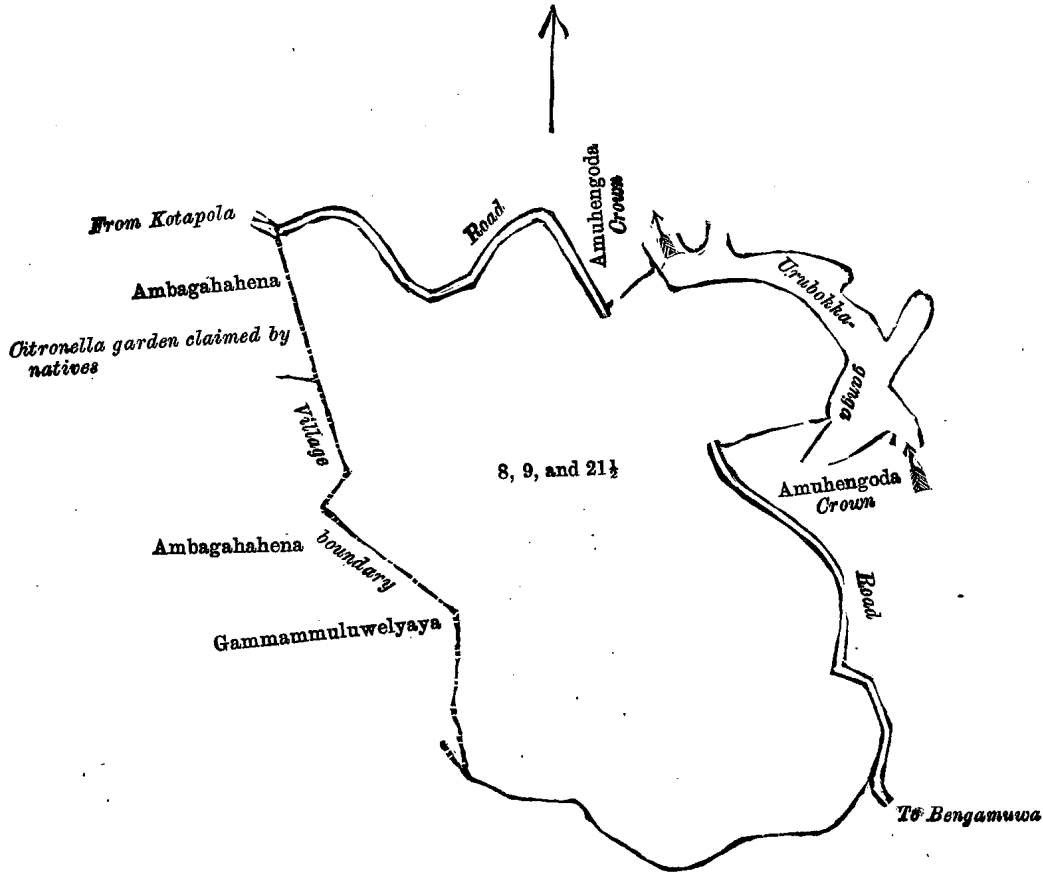 Amuhengoda
Crown
From Kotapola
Road
Ambagahahena
Urubokka-
ganga
Citronella garden claimed by
natives
Village
8, 9, and 21½
Amuhengoda
Crown
Ambagahahena
boundary
Road
Gammammuluwelyaya
To Bengamuwa